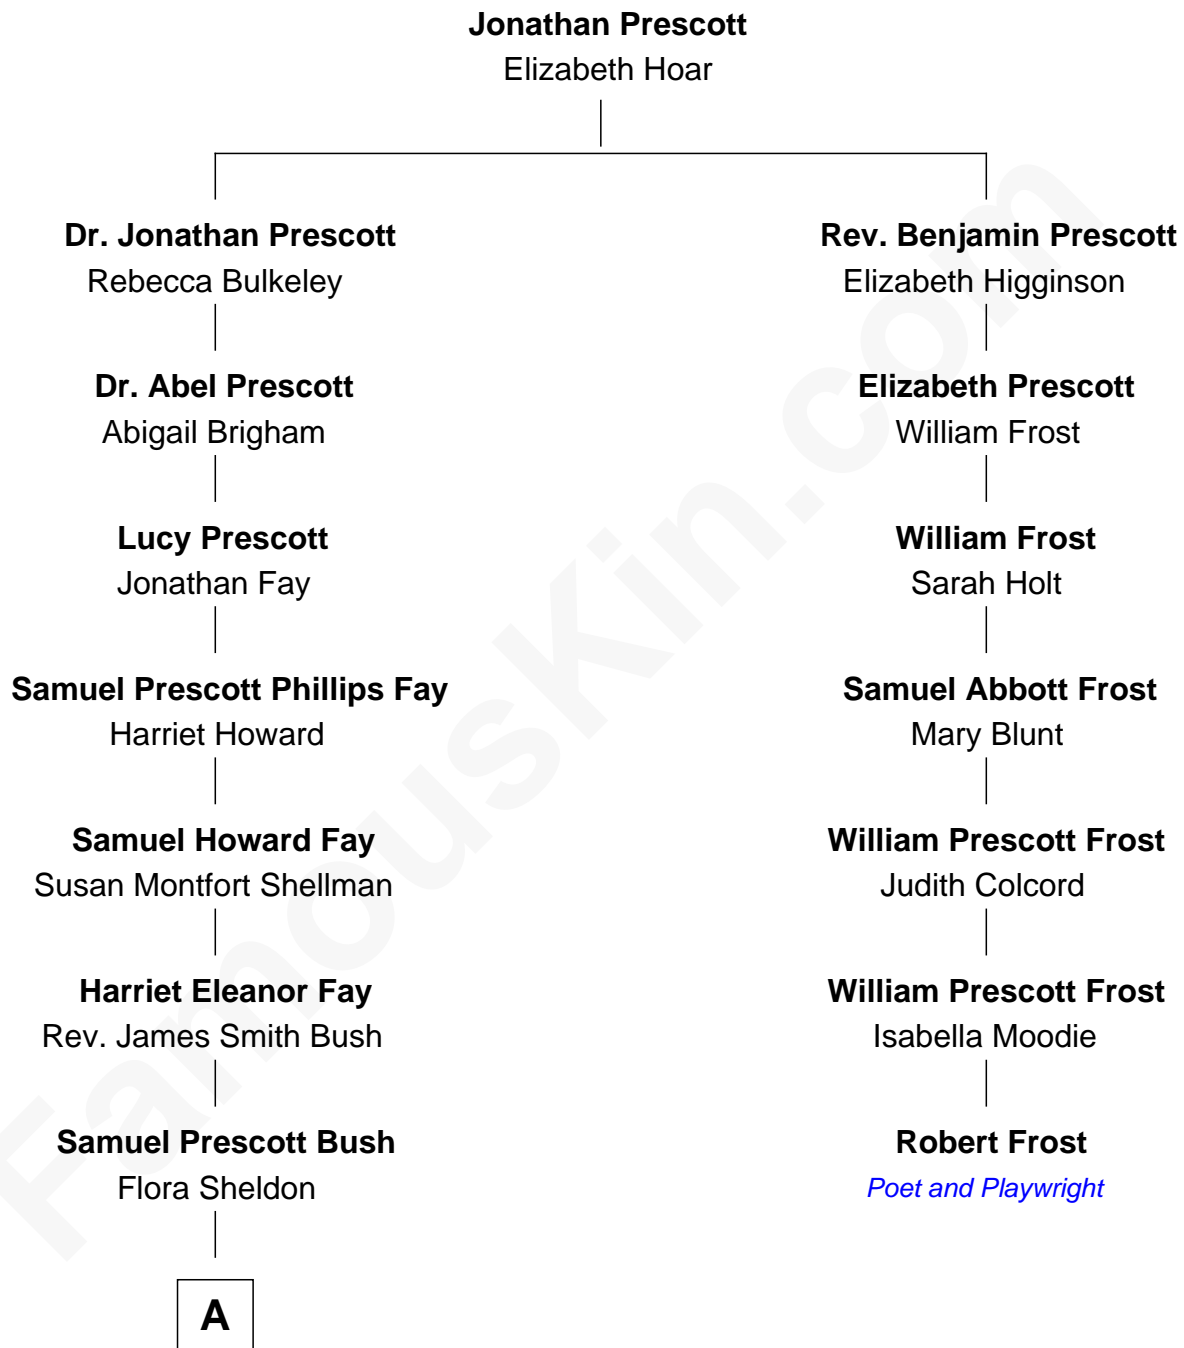 Jonathan Prescott
Elizabeth Hoar
Dr. Jonathan Prescott
Rebecca Bulkeley
Rev. Benjamin Prescott
Elizabeth Higginson
Dr. Abel Prescott
Abigail Brigham
Elizabeth Prescott
William Frost
Lucy Prescott
Jonathan Fay
William Frost
Sarah Holt
Samuel Prescott Phillips Fay
Harriet Howard
Samuel Abbott Frost
Mary Blunt
Samuel Howard Fay
Susan Montfort Shellman
William Prescott Frost
Judith Colcord
Harriet Eleanor Fay
Rev. James Smith Bush
William Prescott Frost
Isabella Moodie
Samuel Prescott Bush
Flora Sheldon
Robert Frost
Poet and Playwright
A
FamousKin.com